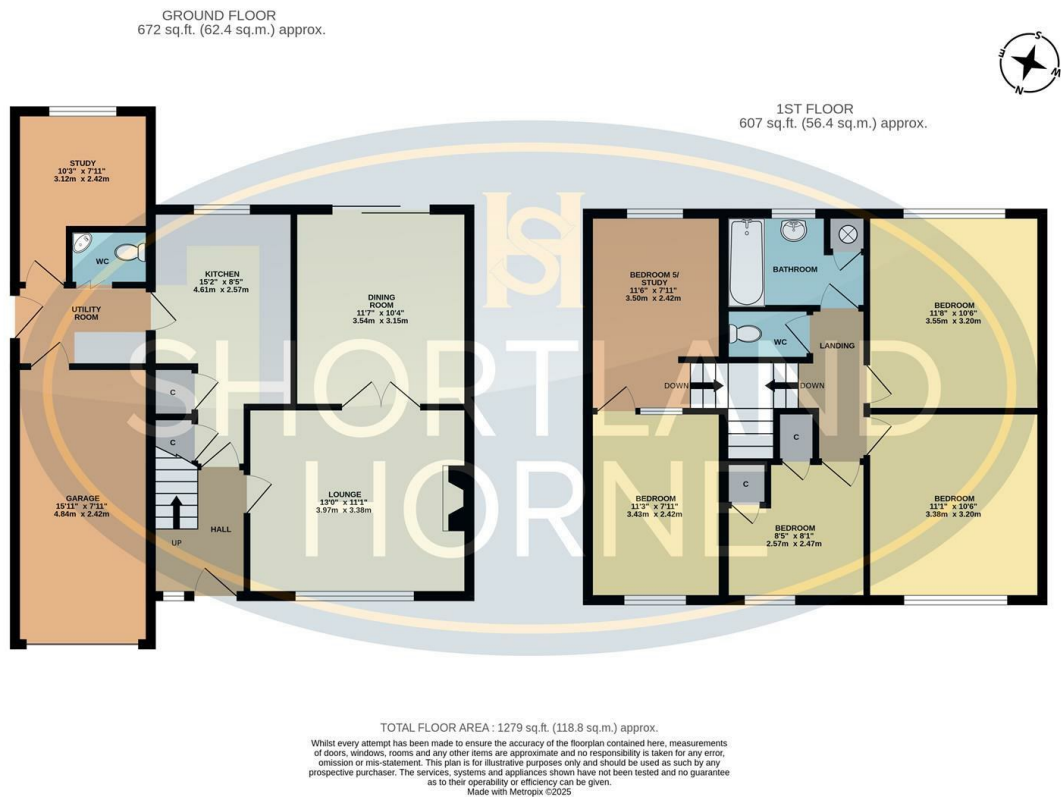 GROUND FLOOR
672 sq.ft. (62.4 sq.m.) approx.
S
E
W
N
1ST FLOOR
607 sq.ft. (56.4 sq.m.) approx.
STUDY
10'3" x 7'11"
3.12m x 2.42m
WC
UTILITY
ROOM
KITCHEN
15'2" x 8'5"
4.61m x 2.57m
DINING
ROOM
11'7" x 10'4"
3.54m x 3.15m
C
C
GARAGE
15'11" x 7'11"
4.84m x 2.42m
UP
HALL
LOUNGE
13'0" x 11'1"
3.97m x 3.38m
BEDROOM 5/
STUDY
11'6" x 7'11"
3.50m x 2.42m
BATHROOM
WC
LANDING
DOWN
DOWN
BEDROOM
11'8" x 10'6"
3.55m x 3.20m
C
C
BEDROOM
11'3" x 7'11"
3.43m x 2.42m
BEDROOM
8'5" x 8'1"
2.57m x 2.47m
BEDROOM
11'1" x 10'6"
3.38m x 3.20m
SH
SHORTLAND
HORNE
TOTAL FLOOR AREA : 1279 sq.ft. (118.8 sq.m.) approx.
Whilst every attempt has been made to ensure the accuracy of the floorplan contained here, measurements
of doors, windows, rooms and any other items are approximate and no responsibility is taken for any error,
omission or mis-statement. This plan is for illustrative purposes only and should be used as such by any
prospective purchaser. The services, systems and appliances shown have not been tested and no guarantee
as to their operability or efficiency can be given.
Made with Metropix ©2025